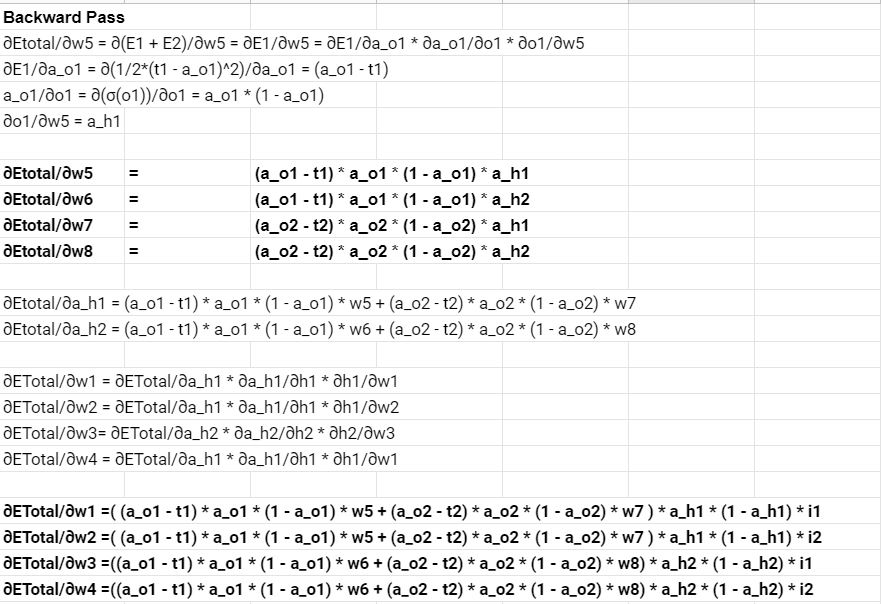 Backward Pass
∂Etotal/∂w5 = ∂(E1 + E2)/∂w5 = ∂E1/∂w5 = ∂E1/∂a_o1 * ∂a_o1/∂o1 * ∂o1/∂w5
∂E1/∂a_o1 = ∂(1/2*(t1 - a_o1)^2)/∂a_o1 = (a_o1 - t1)
a_o1/∂o1 = ∂(σ(o1))/∂o1 = a_o1 * (1 - a_o1)
∂o1/∂w5 = a_h1
∂Etotal/∂w5 = (a_o1 - t1) * a_o1 * (1 - a_o1) * a_h1
∂Etotal/∂w6 = (a_o1 - t1) * a_o1 * (1 - a_o1) * a_h2
∂Etotal/∂w7 = (a_o2 - t2) * a_o2 * (1 - a_o2) * a_h1
∂Etotal/∂w8 = (a_o2 - t2) * a_o2 * (1 - a_o2) * a_h2
∂Etotal/∂a_h1 = (a_o1 - t1) * a_o1 * (1 - a_o1) * w5 + (a_o2 - t2) * a_o2 * (1 - a_o2) * w7
∂Etotal/∂a_h2 = (a_o1 - t1) * a_o1 * (1 - a_o1) * w6 + (a_o2 - t2) * a_o2 * (1 - a_o2) * w8
∂ETotal/∂w1 = ∂ETotal/∂a_h1 * ∂a_h1/∂h1 * ∂h1/∂w1
∂ETotal/∂w2 = ∂ETotal/∂a_h1 * ∂a_h1/∂h1 * ∂h1/∂w2
∂ETotal/∂w3= ∂ETotal/∂a_h2 * ∂a_h2/∂h2 * ∂h2/∂w3
∂ETotal/∂w4 = ∂ETotal/∂a_h1 * ∂a_h1/∂h1 * ∂h1/∂w1
∂ETotal/∂w1 =( (a_o1 - t1) * a_o1 * (1 - a_o1) * w5 + (a_o2 - t2) * a_o2 * (1 - a_o2) * w7 ) * a_h1 * (1 - a_h1) * i1
∂ETotal/∂w2 =( (a_o1 - t1) * a_o1 * (1 - a_o1) * w5 + (a_o2 - t2) * a_o2 * (1 - a_o2) * w7 ) * a_h1 * (1 - a_h1) * i2
∂ETotal/∂w3 =((a_o1 - t1) * a_o1 * (1 - a_o1) * w6 + (a_o2 - t2) * a_o2 * (1 - a_o2) * w8) * a_h2 * (1 - a_h2) * i1
∂ETotal/∂w4 =((a_o1 - t1) * a_o1 * (1 - a_o1) * w6 + (a_o2 - t2) * a_o2 * (1 - a_o2) * w8) * a_h2 * (1 - a_h2) * i2